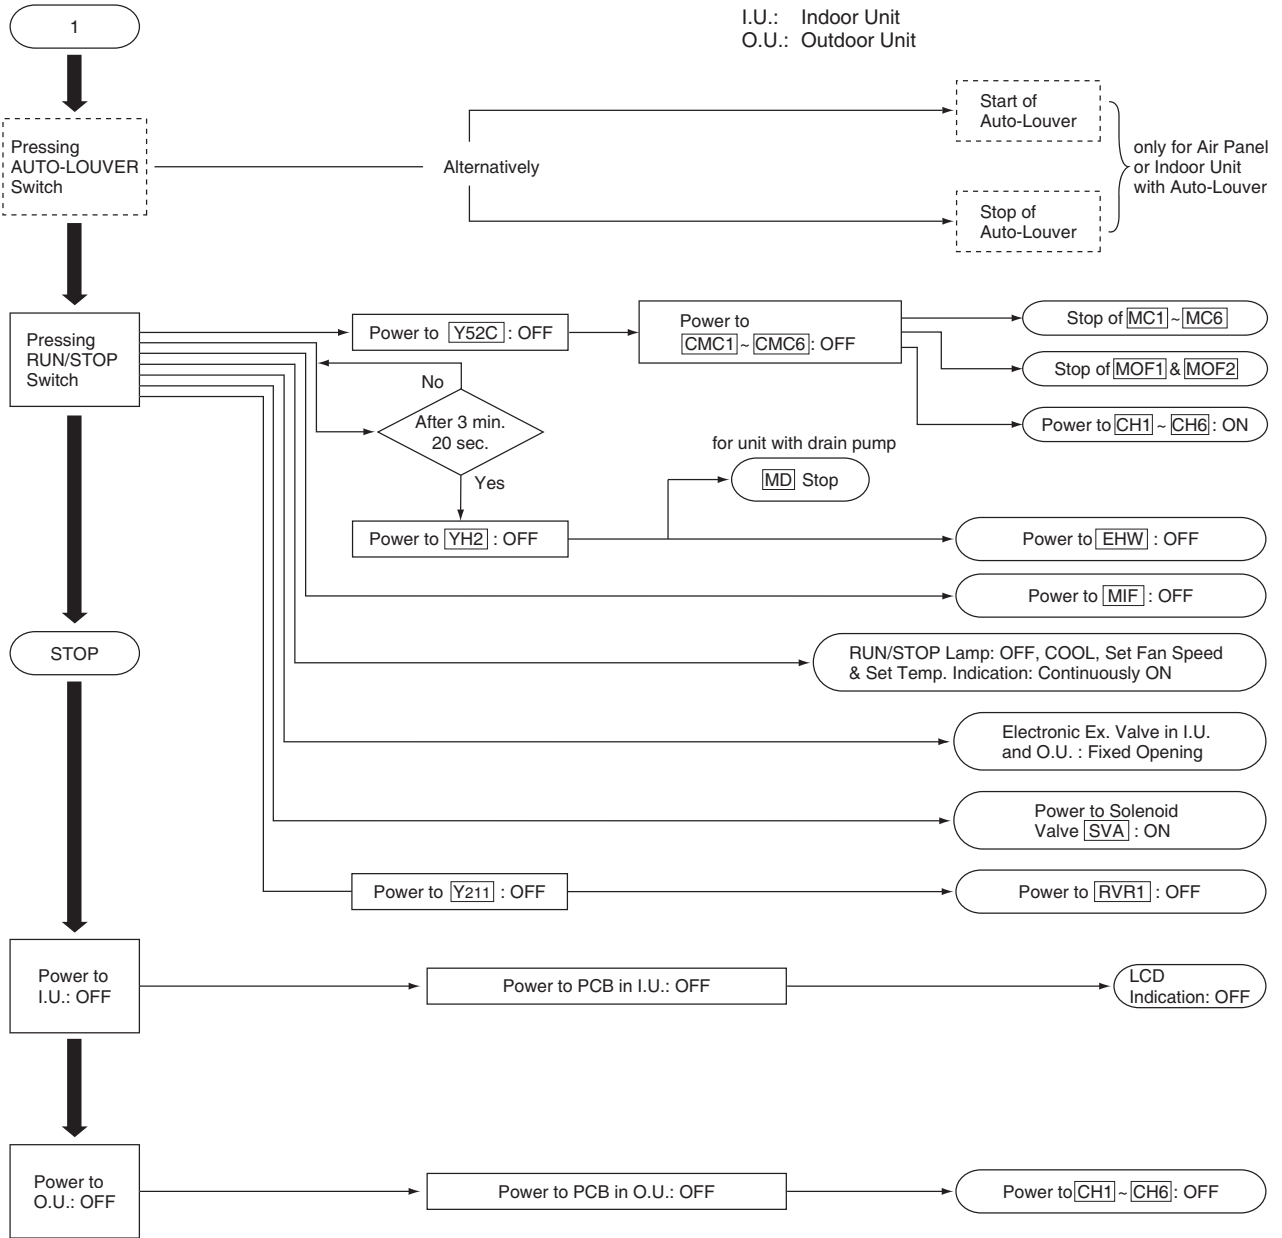 1
I.U.: Indoor Unit
O.U.: Outdoor Unit
Pressing
AUTO-LOUVER
Switch
Alternatively
Start of
Auto-Louver
Stop of
Auto-Louver
only for Air Panel
or Indoor Unit
with Auto-Louver
Pressing
RUN/STOP
Switch
Power to Y52C : OFF
Power to
CMC1 ~ CMC6 : OFF
Stop of MC1 ~ MC6
Stop of MOF1 & MOF2
Power to CH1 ~ CH6 : ON
No
After 3 min.
20 sec.
Yes
for unit with drain pump
MD Stop
Power to YH2 : OFF
Power to EHW : OFF
Power to MIF : OFF
STOP
RUN/STOP Lamp: OFF, COOL, Set Fan Speed
& Set Temp. Indication: Continuously ON
Electronic Ex. Valve in I.U.
and O.U. : Fixed Opening
Power to Solenoid
Valve SVA : ON
Power to Y211 : OFF
Power to RVR1 : OFF
Power to
I.U.: OFF
Power to PCB in I.U.: OFF
LCD
Indication: OFF
Power to
O.U.: OFF
Power to PCB in O.U.: OFF
Power to CH1 ~ CH6 : OFF